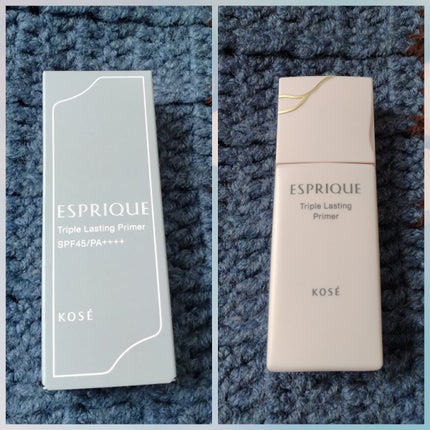 ESPRIQUE
Triple Lasting Primer
SPF45/PA++++
KOSÉ
ESPRIQUE
Triple Lasting
Primer
KOSÉ